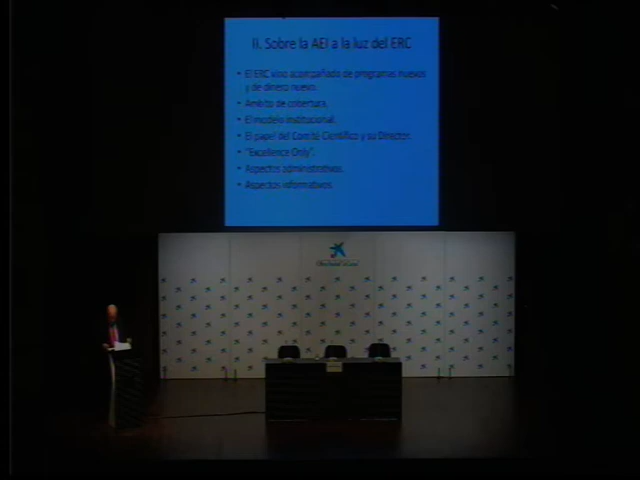 II. Sobre la AEI a la luz del ERC
• El ERC vino acompañado de programas nuevos
y de dinero nuevo.
• Ámbito de cobertura.
• El modelo institucional.
• El papel del Comité Científico y su Director.
• "Excellence Only".
• Aspectos administrativos.
• Aspectos informativos